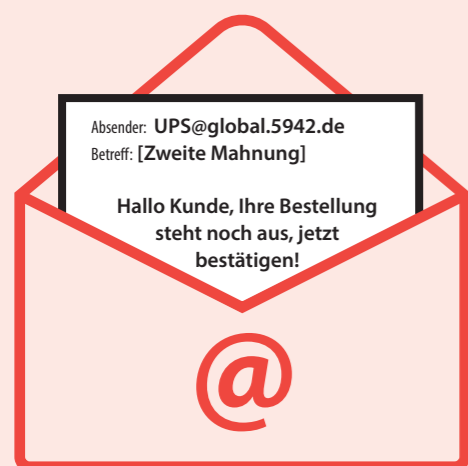 Absender: UPS@global.5942.de
Betreff: [Zweite Mahnung]
Hallo Kunde, Ihre Bestellung
steht noch aus, jetzt
bestätigen!
@